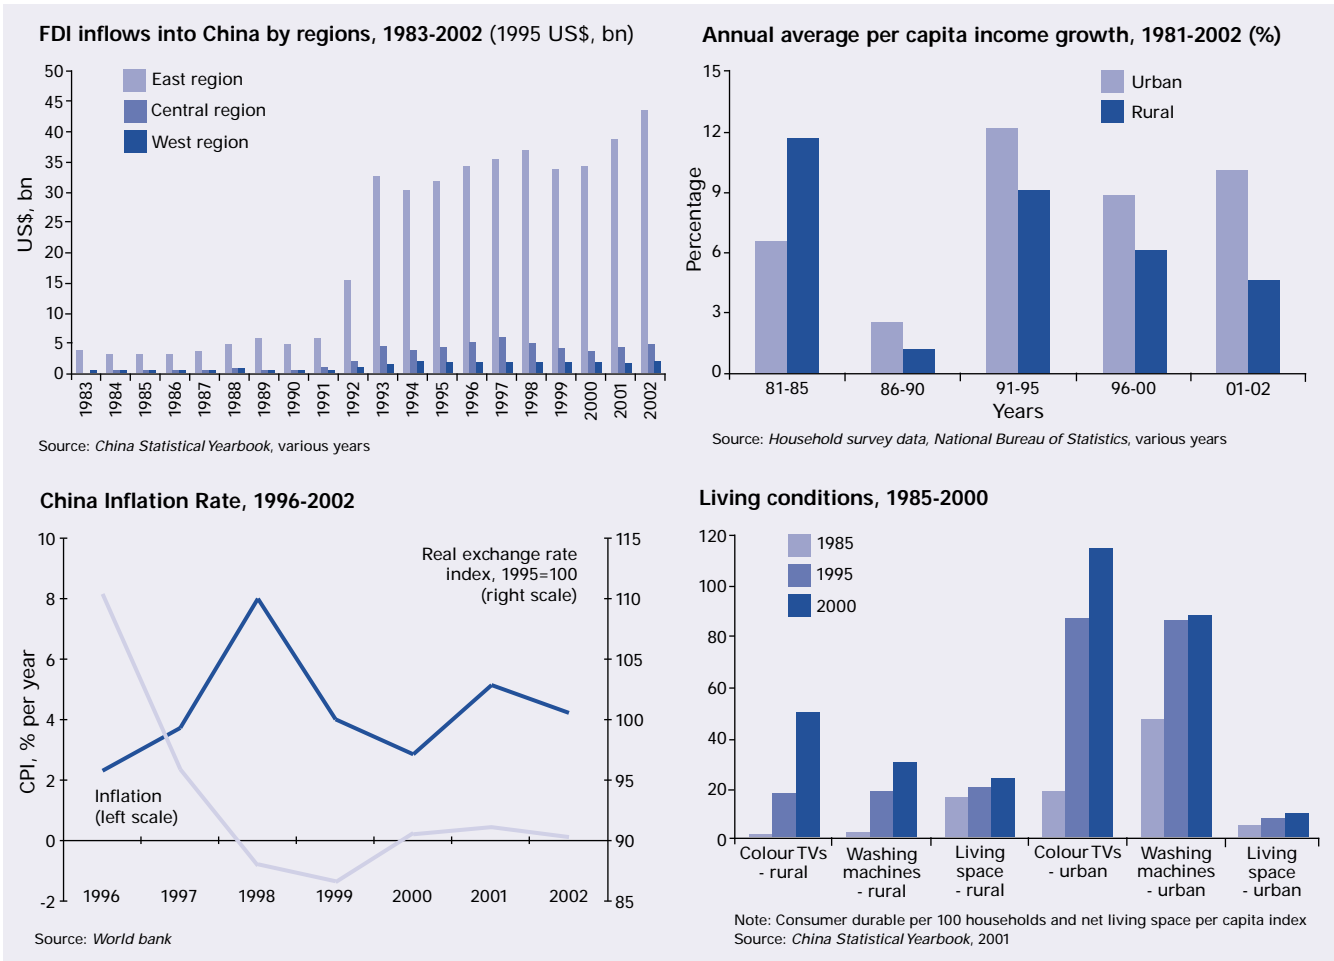 FDI inflows into China by regions, 1983-2002 (1995 US$, bn)
50
45
40
35
30
25
20
15
10
5
0
US$, bn
East region
Central region
West region
1983
1984
1985
1986
1987
1988
1989
1990
1991
1992
1993
1994
1995
1996
1997
1998
1999
2000
2001
2002
Source: China Statistical Yearbook, various years
Annual average per capita income growth, 1981-2002 (%)
15
12
9
6
3
0
Percentage
Urban
Rural
81-85
86-90
91-95
96-00
01-02
Years
Source: Household survey data, National Bureau of Statistics, various years
China Inflation Rate, 1996-2002
10
8
6
4
2
0
-2
CPI, % per year
Real exchange rate
index, 1995=100
(right scale)
Inflation
(left scale)
115
110
105
100
95
90
85
1996
1997
1998
1999
2000
2001
2002
Source: World bank
Living conditions, 1985-2000
120
100
80
60
40
20
0
1985
1995
2000
Colour TVs
- rural
Washing
machines
- rural
Living
space
- rural
Colour TVs
- urban
Washing
machines
- urban
Living
space
- urban
Note: Consumer durable per 100 households and net living space per capita index
Source: China Statistical Yearbook, 2001